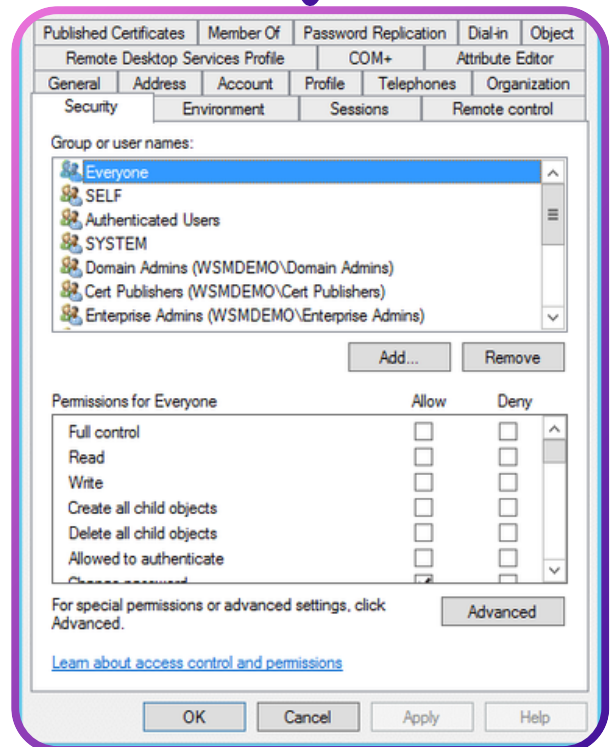 Published Certificates Member Of Password Replication Dial-in Object
Remote Desktop Services Profile COM+ Attribute Editor
General Address Account Profile Telephones Organization
Security Environment Sessions Remote control
Group or user names:
Everyone
SELF
Authenticated Users
SYSTEM
Domain Admins (WSMDEMO\Domain Admins)
Cert Publishers (WSMDEMO\Cert Publishers)
Enterprise Admins (WSMDEMO\Enterprise Admins)
Add... Remove
Permissions for Everyone Allow Deny
Full control
Read
Write
Create all child objects
Delete all child objects
Allowed to authenticate
Change password
For special permissions or advanced settings, click
Advanced.
Advanced
Learn about access control and permissions
OK Cancel Apply Help